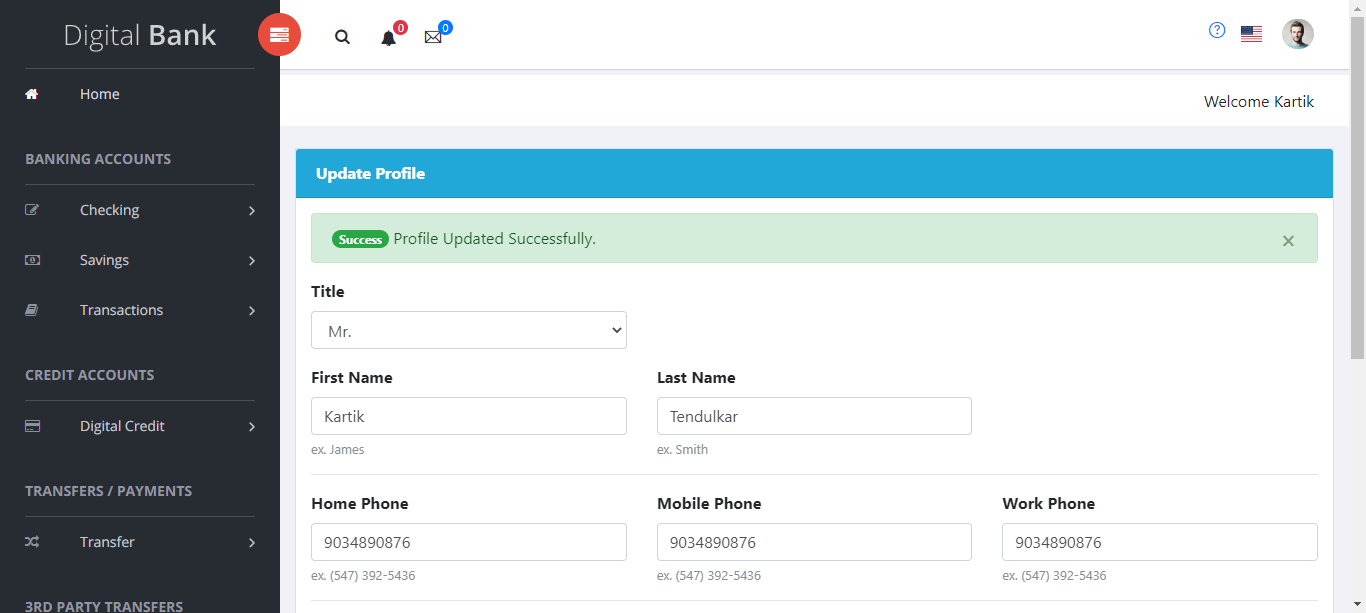 Digital Bank
0
0
Home
Welcome Kartik
BANKING ACCOUNTS
Checking
Savings
Transactions
CREDIT ACCOUNTS
Digital Credit
TRANSFERS / PAYMENTS
Transfer
3RD PARTY TRANSFERS
Update Profile
Success Profile Updated Successfully.
×
Title
Mr.
First Name
Last Name
Kartik
Tendulkar
ex. James
ex. Smith
Home Phone
Mobile Phone
Work Phone
9034890876
9034890876
9034890876
ex. (547) 392-5436
ex. (547) 392-5436
ex. (547) 392-5436